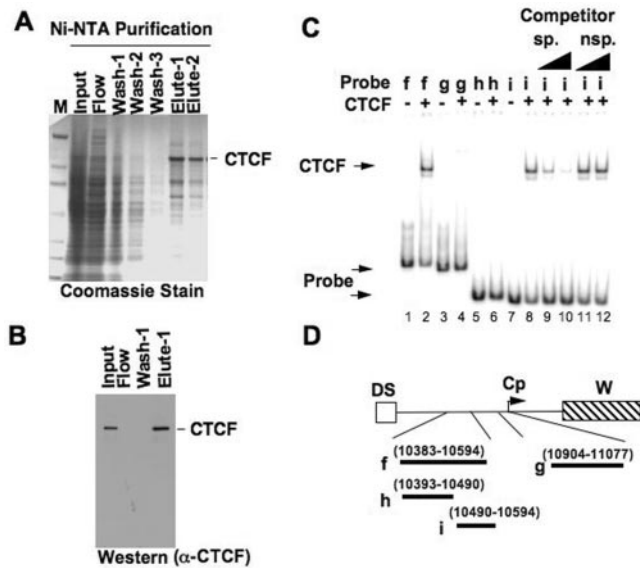 A
Ni-NTA Purification
M
Input
Flow
Wash-1
Wash-2
Wash-3
Elute-1
Elute-2
CTCF
Coomassie Stain
B
Input
Flow
Wash-1
Elute-1
CTCF
Western (α-CTCF)
C
Competitor
sp. nsp.
Probe f f g g h h i i i i i i
CTCF - + - + - + - + + + + +
CTCF
Probe
1 2 3 4 5 6 7 8 9 10 11 12
D
DS Cp W
(10383-10594) (10904-11077)
f g
(10393-10490)
h
(10490-10594)
i